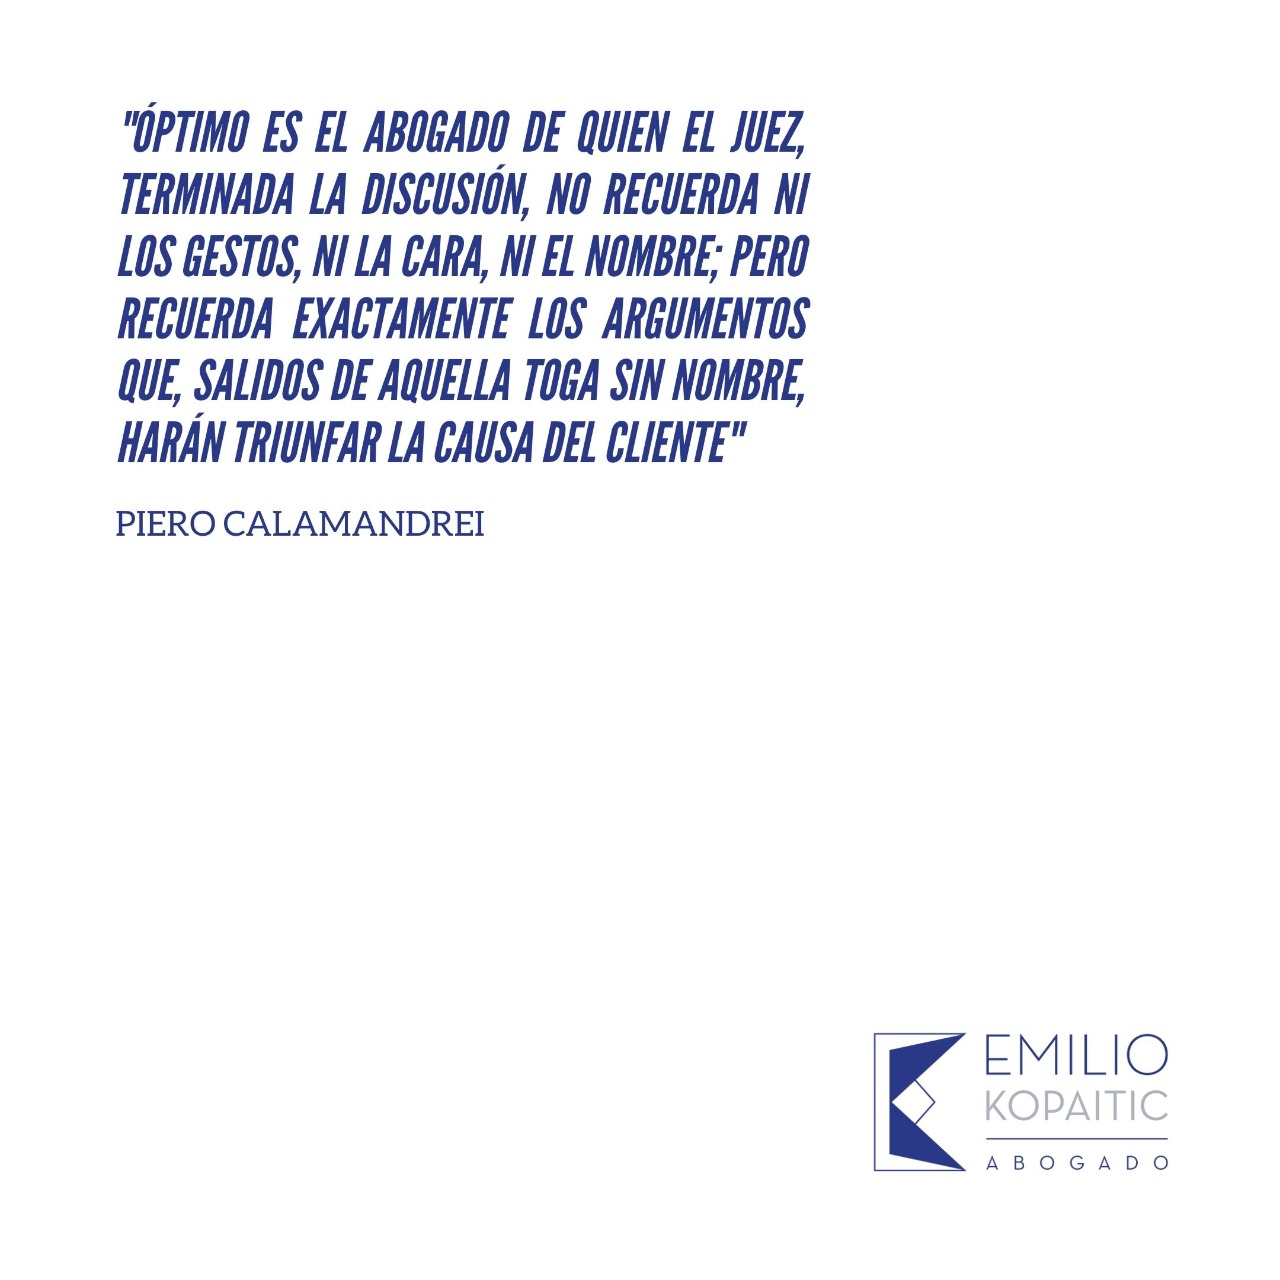 "ÓPTIMO ES EL ABOGADO DE QUIEN EL JUEZ,
TERMINADA LA DISCUSIÓN, NO RECUERDA NI
LOS GESTOS, NI LA CARA, NI EL NOMBRE; PERO
RECUERDA EXACTAMENTE LOS ARGUMENTOS
QUE, SALIDOS DE AQUELLA TOGA SIN NOMBRE,
HARÁN TRIUNFAR LA CAUSA DEL CLIENTE"
PIERO CALAMANDREI
EMILIO
KOPAITIC
ABOGADO